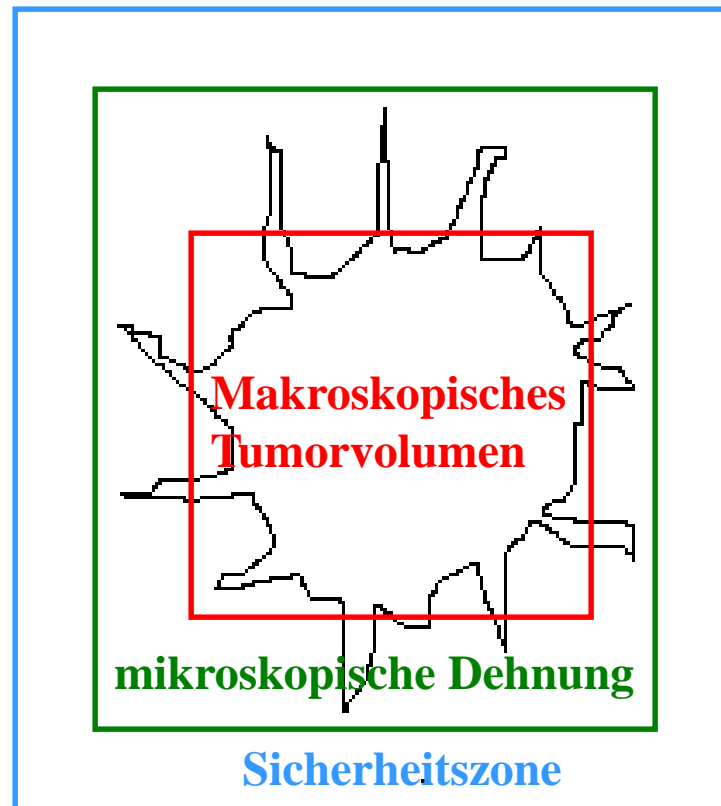 Makroskopisches
Tumorvolumen
mikroskopische Dehnung
Sicherheitszone